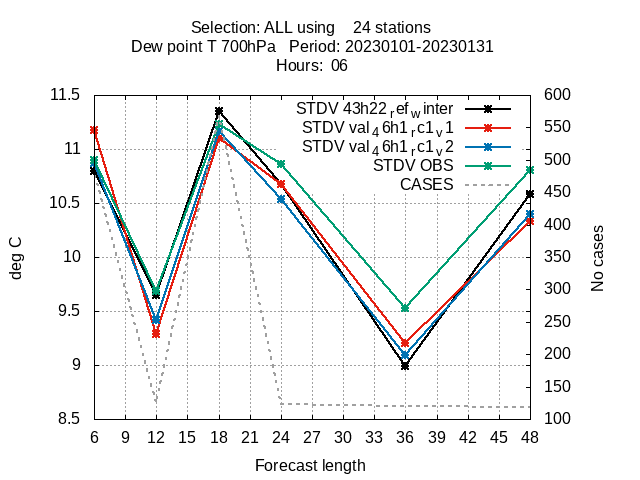 Selection: ALL using    24 stations
Dew point T 700hPa   Period: 20230101-20230131
Hours:  06
STDV 43h22refwinter
STDV val46h1rc1v1
STDV val46h1rc1v2
STDV OBS
CASES
11.5
11
10.5
10
9.5
9
8.5
deg C
600
550
500
450
400
350
300
250
200
150
100
No cases
6 9 12 15 18 21 24 27 30 33 36 39 42 45 48
Forecast length